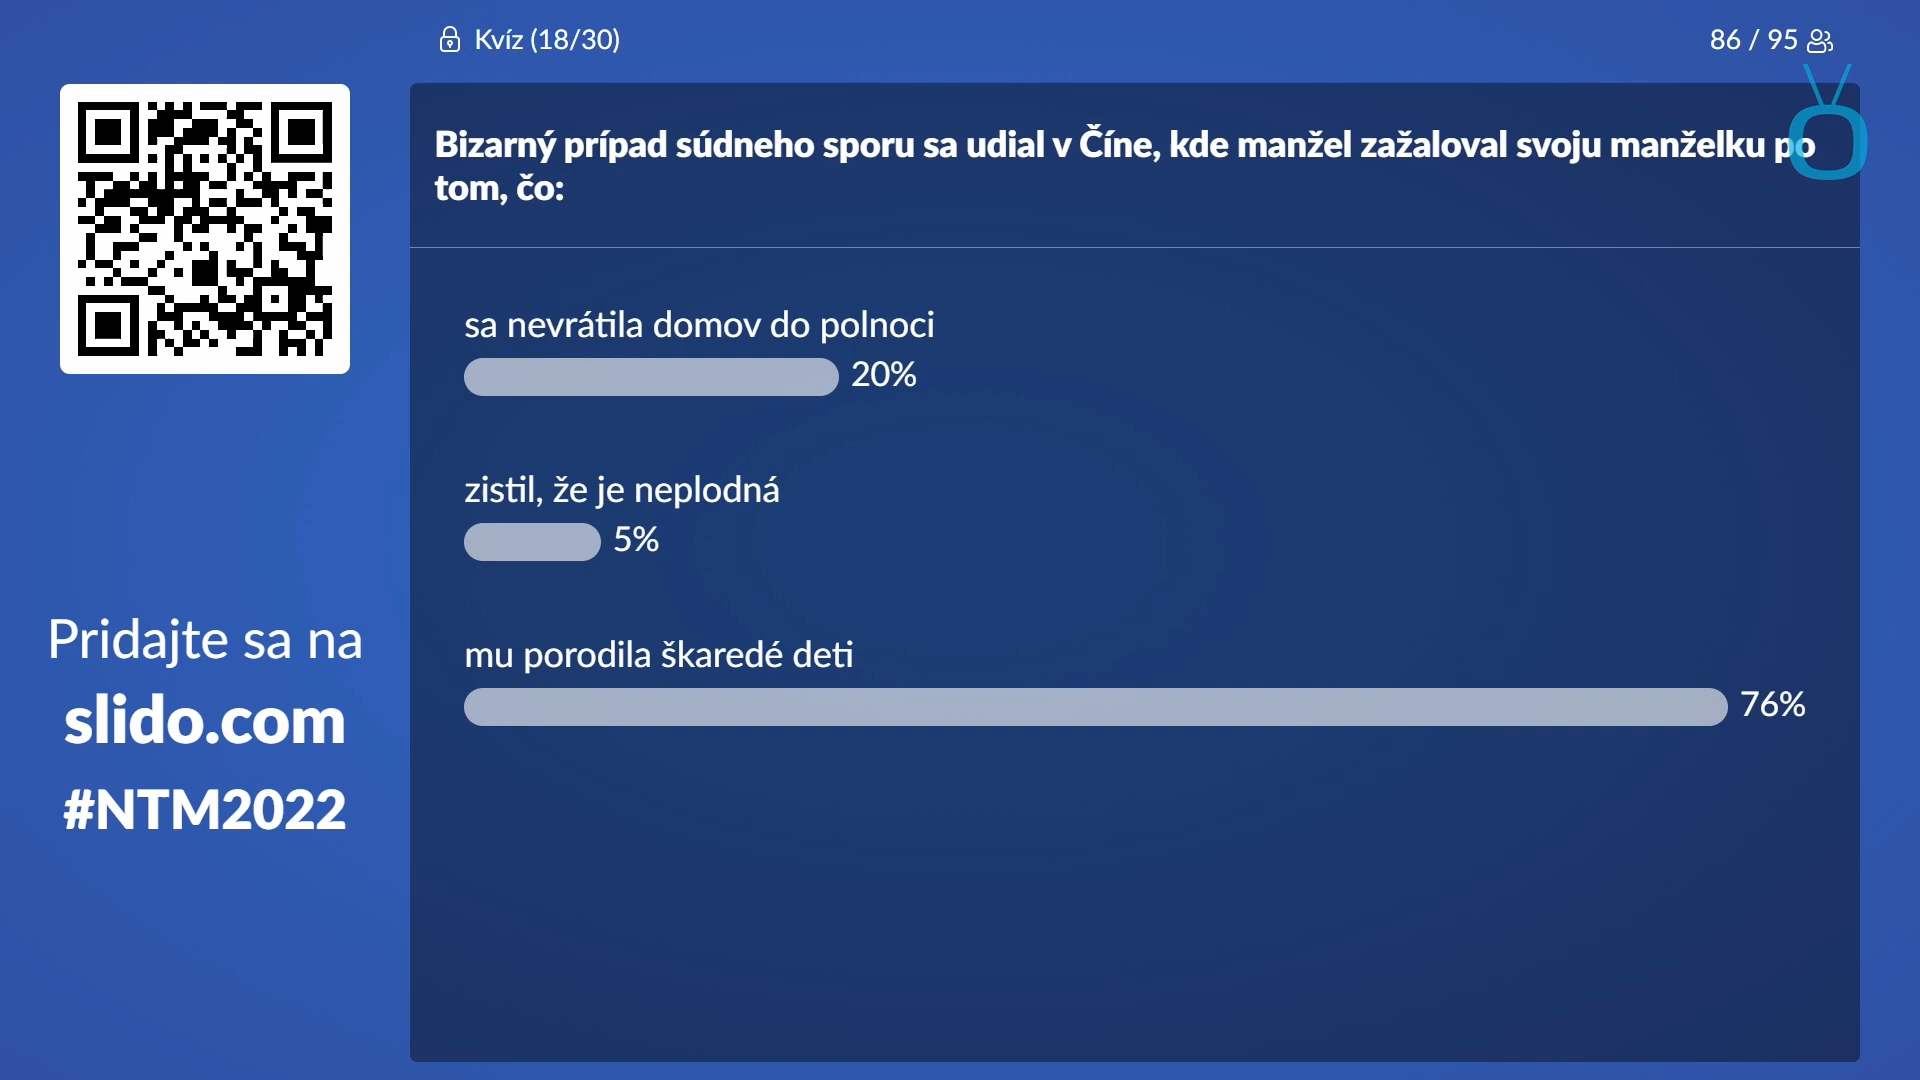 Kvíz (18/30)
86 / 95
Bizarný prípad súdneho sporu sa udial v Číne, kde manžel zažaloval svoju manželku po
tom, čo:
sa nevrátila domov do polnoci
20%
zistil, že je neplodná
5%
mu porodila škaredé deti
76%
Pridajte sa na
slido.com
#NTM2022